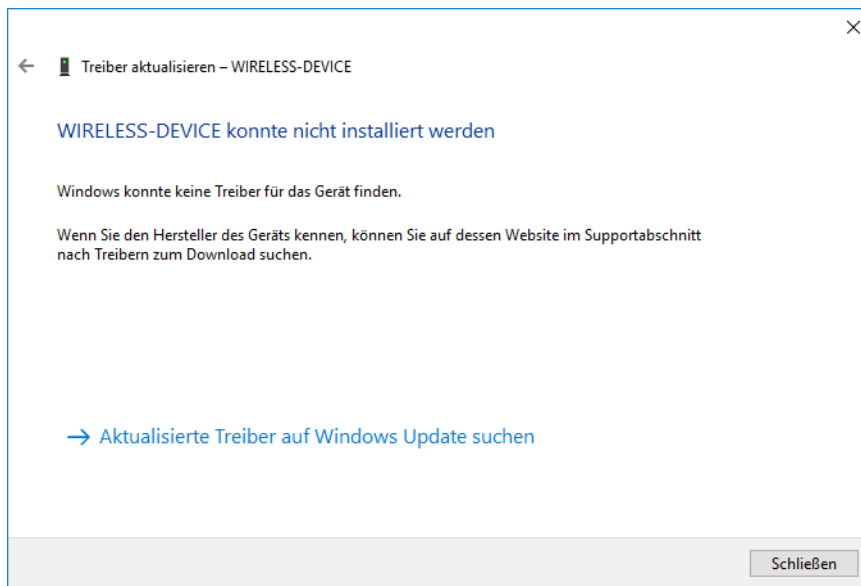 Treiber aktualisieren – WIRELESS-DEVICE
WIRELESS-DEVICE konnte nicht installiert werden
Windows konnte keine Treiber für das Gerät finden.
Wenn Sie den Hersteller des Geräts kennen, können Sie auf dessen Website im Supportabschnitt
nach Treibern zum Download suchen.
Aktualisierte Treiber auf Windows Update suchen
Schließen